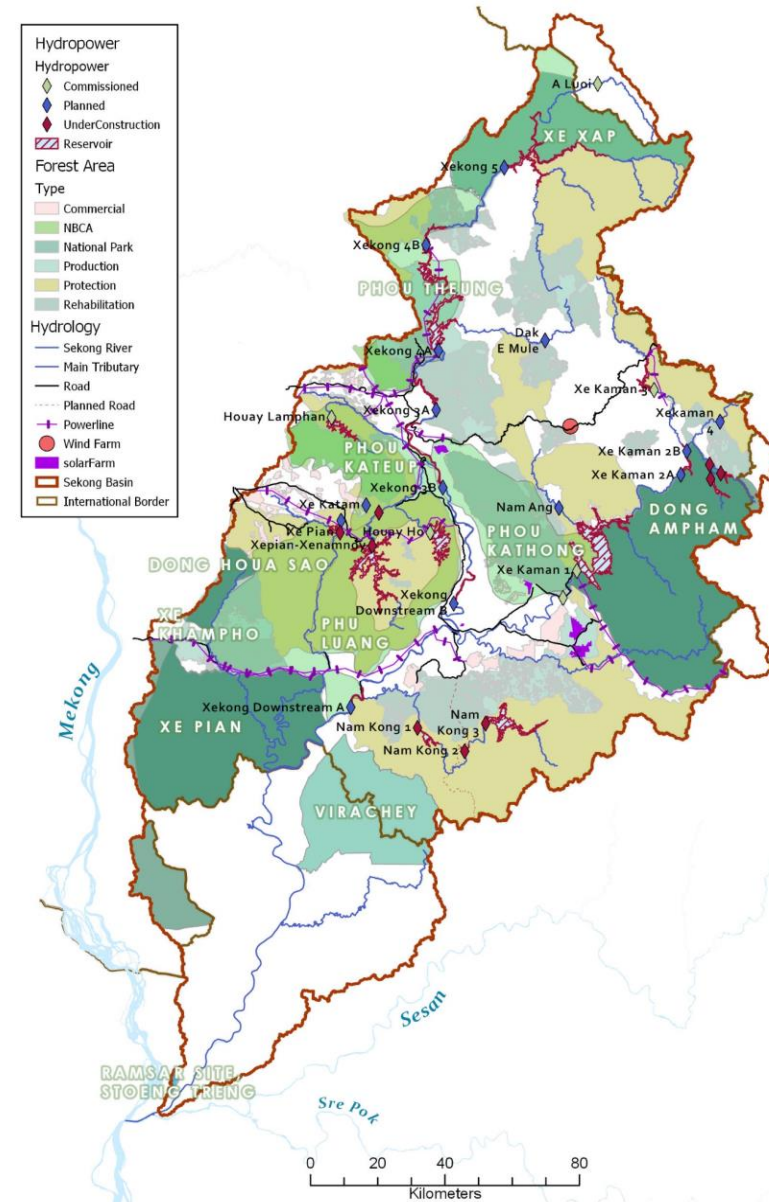 Hydropower
Hydropower
Commissioned
Planned
UnderConstruction
Reservoir
Forest Area
Type
Commercial
NBCA
National Park
Production
Protection
Rehabilitation
Hydrology
Sekong River
Main Tributary
Road
Planned Road
Powerline
Wind Farm
solarFarm
Sekong Basin
International Border
A Luoi
XE XAP
Xekong 5
Xekong 4B
PHOU THEUNG
Dak
E Mule
Xekong 4A
Xe Kaman 3
Houay Lamphan
Xekong 3A
Xekaman
4
PHOU
KATEUP
Xe Kaman 2B
Xekong 3B
Xe Kaman 2A
Xe Katam
Nam Ang
DONG
AMPHAM
Xe Pian
Houay Ho
PHOU
KATHONG
Xepian-Xenamnoy
DONG HOUA SAO
Xe Kaman 1
Xekong
Downstream B
XE
KHAMPHO
PHU
LUANG
Xekong Downstream A
XE PIAN
Nam Kong 1
Nam
Kong 3
Nam Kong 2
Mekong
VIRACHEY
Sesan
RAMSAR SITE,
STOENG TRENG
Sre Pok
0 20 40 80
Kilometers